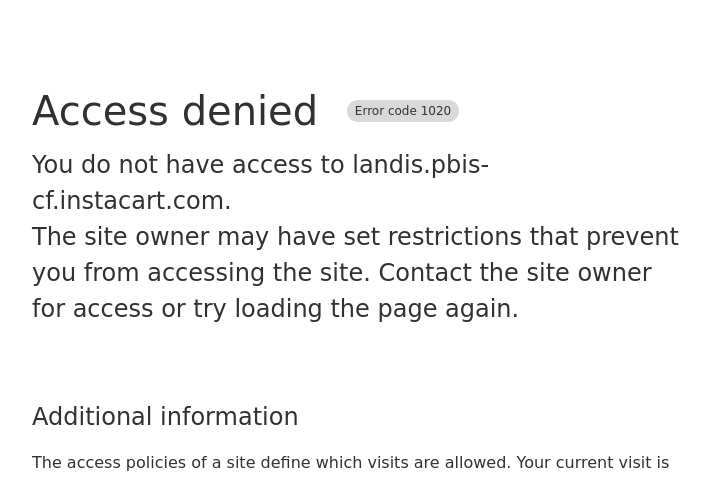 Access denied Error code 1020
You do not have access to landis.pbis-
cf.instacart.com.
The site owner may have set restrictions that prevent
you from accessing the site. Contact the site owner
for access or try loading the page again.
Additional information
The access policies of a site define which visits are allowed. Your current visit is